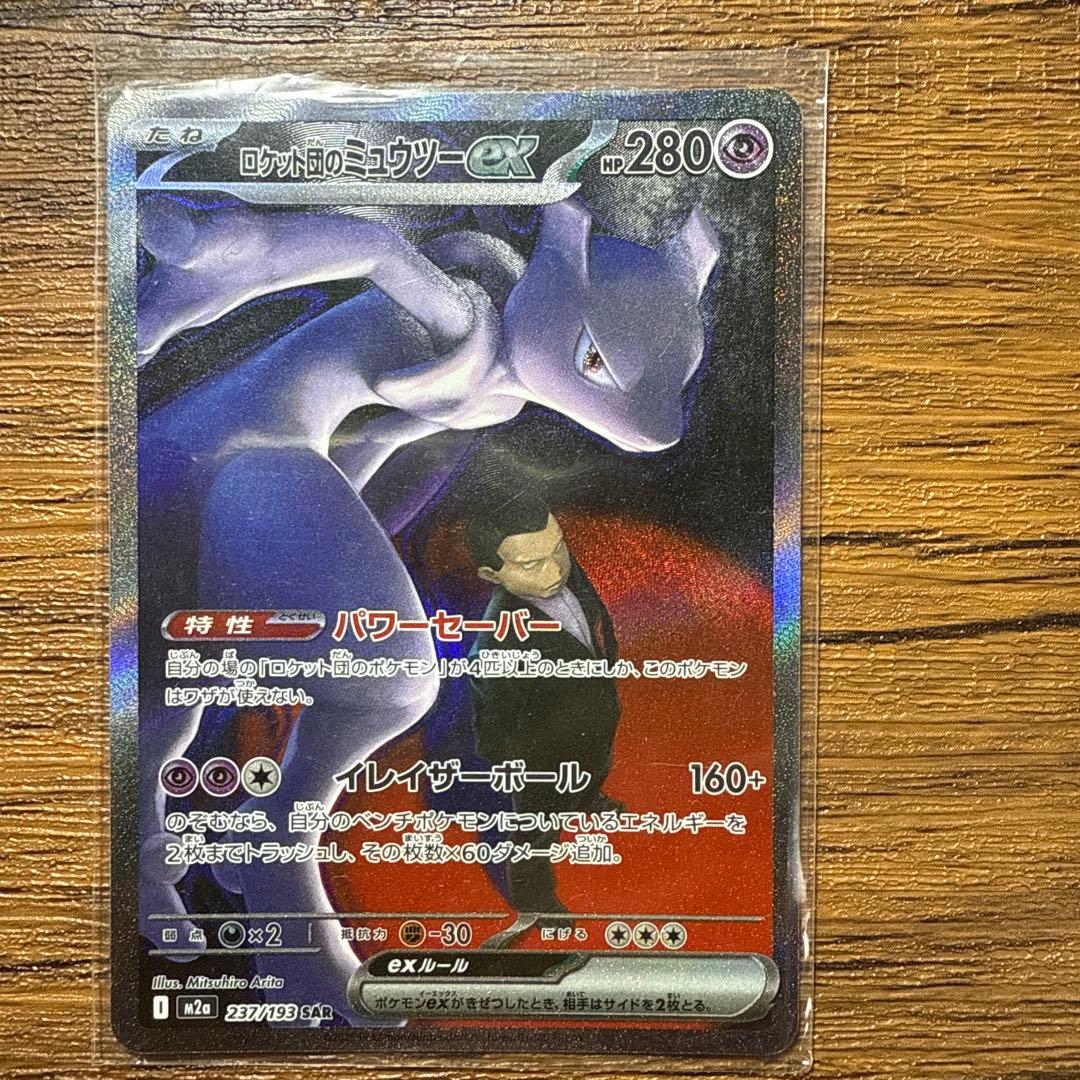 たね
ロケット団のミュウツーex HP280
特性 とくせい パワーセーバー
自分の場の「ロケット団のポケモン」が4匹以上のときにしか、このポケモン
はワザが使えない。
イレイザーボール 160+
のぞむなら、自分のベンチポケモンについているエネルギーを
2枚までトラッシュし、その枚数×60ダメージ追加。
弱点 ×2 抵抗力 -30 にげる
Illus. Mitsuhiro Arita
exルール
ポケモンexがきぜつしたとき、相手はサイドを2枚とる。
I m2a 237/193 SAR